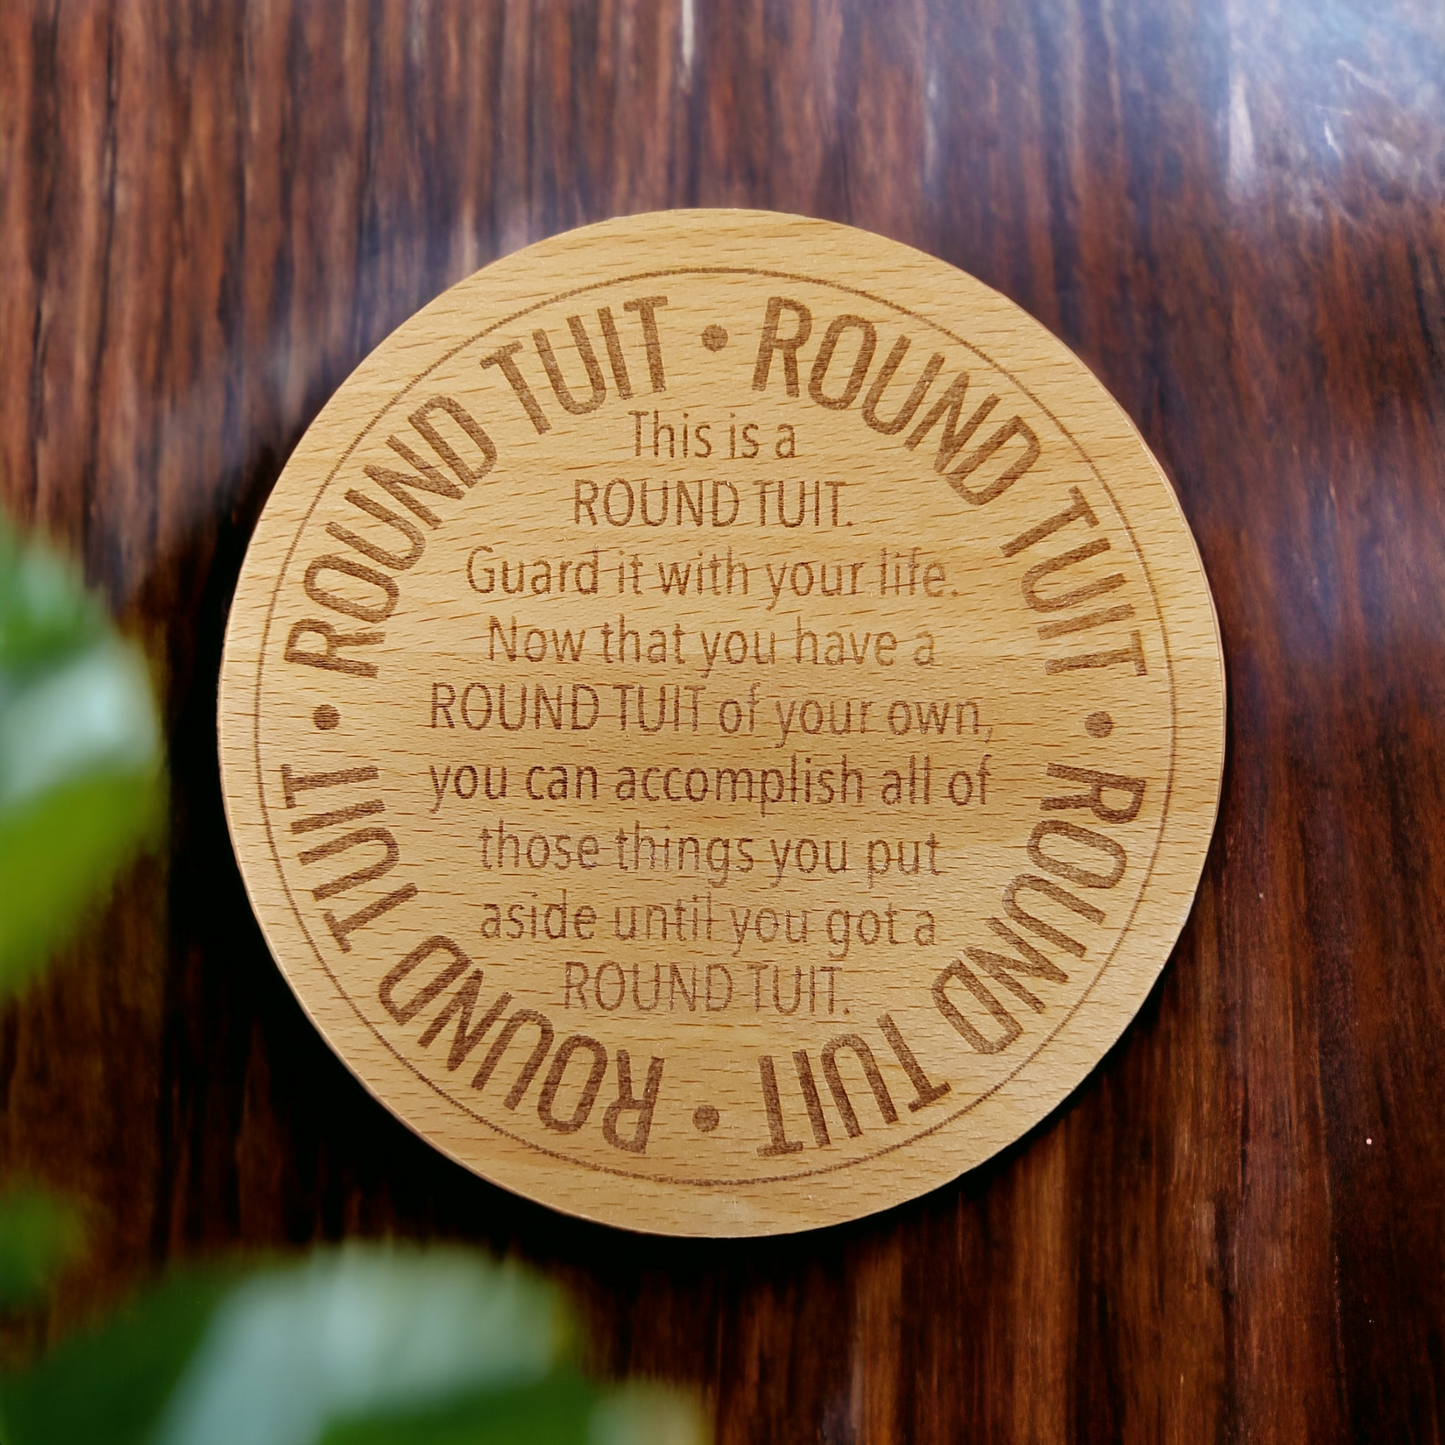 ROUND TUIT • ROUND TUIT • ROUND TUIT • ROUND TUIT •
This is a
ROUND TUIT.
Guard it with your life.
Now that you have a
ROUND TUIT of your own,
you can accomplish all of
those things you put
aside until you got a
ROUND TUIT.